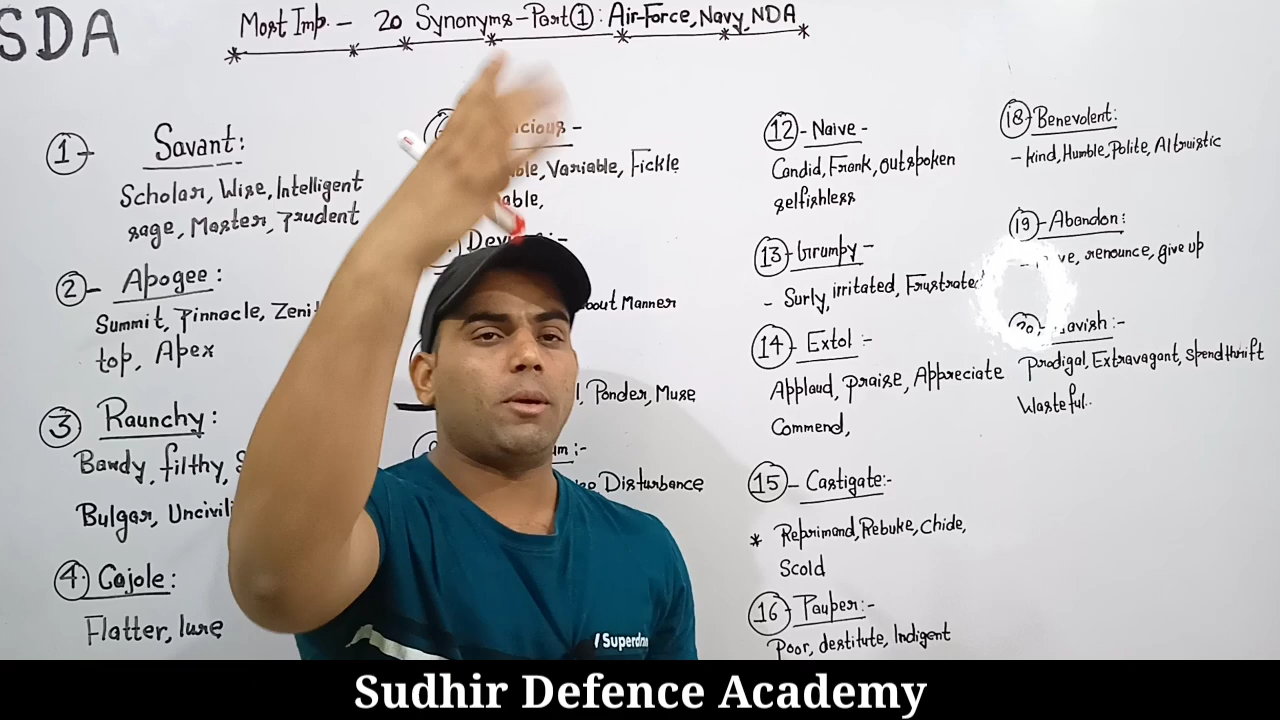 SDA
Most Imp. - 20 Synonyms-Part ①: Air-Force, Navy, NDA
① - Savant:
Scholar, Wise, Intelligent
sage, Master, Prudent
② - Apogee:
Summit, Pinnacle,
top, Apex
③ Raunchy:
Bawdy, filthy,
Bulgar,
④ Cajole:
Flatter, lure
Variable, Fickle
Manner
Ponder, Muse
Disturbance
⑫ - Naive -
Candid, Frank, Outspoken
selfishless
⑬ - Grumpy -
- Surly, irritated, Frustrated
⑭ - Extol :-
Applaud, praise, Appreciate
Commend,
⑮ - Castigate:-
* Reprimand, Rebuke, Chide,
Scold
⑯ - Pauper:-
Poor, destitute, Indigent
⑱ Benevolent:
- kind, Humble, Polite, Altruistic
⑲ - Abandon:
renounce, give up
Prodigal, Extravagant, Spendthrift
Wasteful..
Sudhir Defence Academy